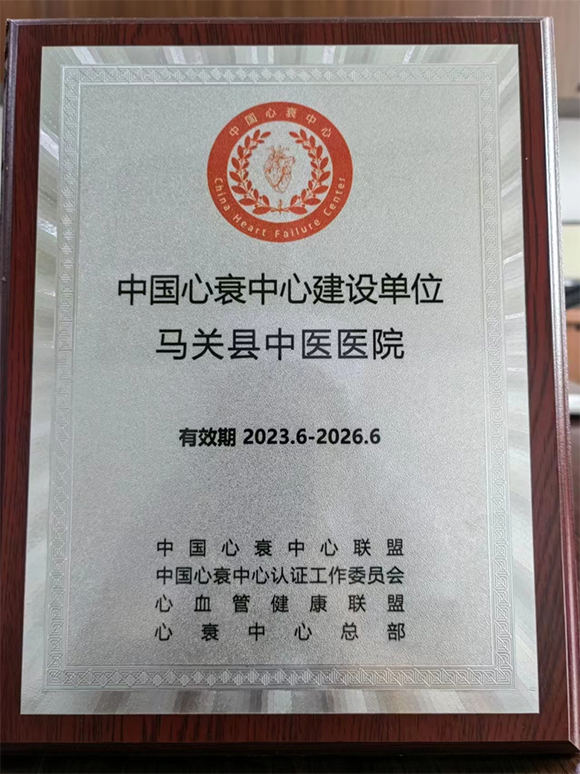 中国心衰中心
China Heart Failure Center
中国心衰中心建设单位
马关县中医医院
有效期 2023.6-2026.6
中国心衰中心联盟
中国心衰中心认证工作委员会
心血管健康联盟
心衰中心总部